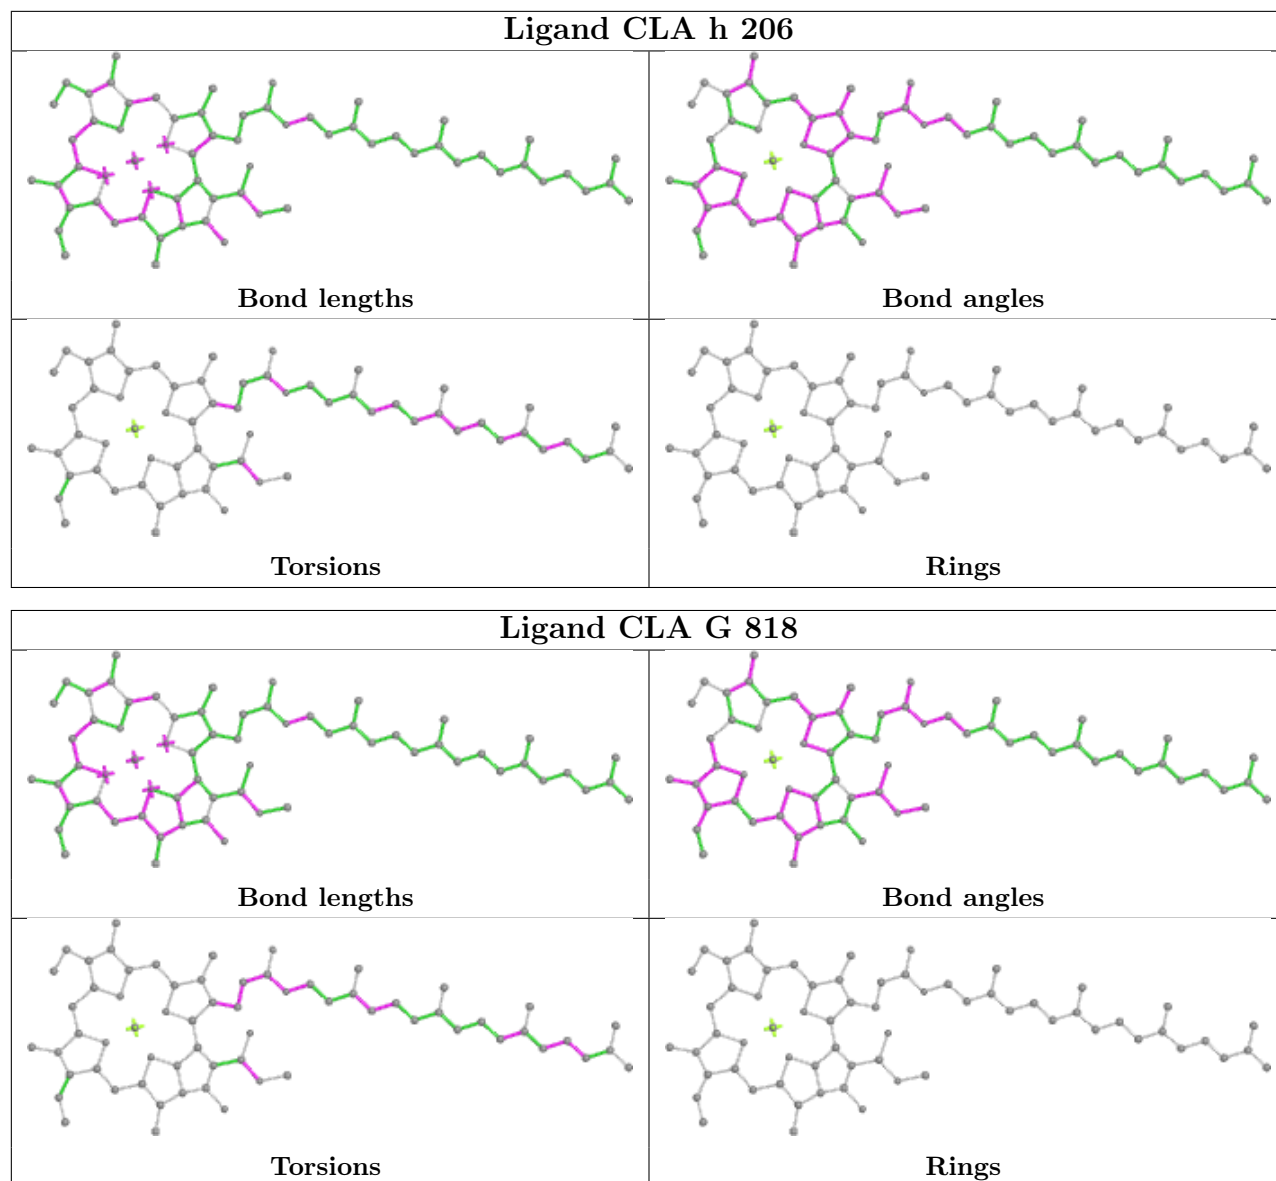 Ligand CLA h 206
Bond lengths
Bond angles
Torsions
Rings
Ligand CLA G 818
Bond lengths
Bond angles
Torsions
Rings